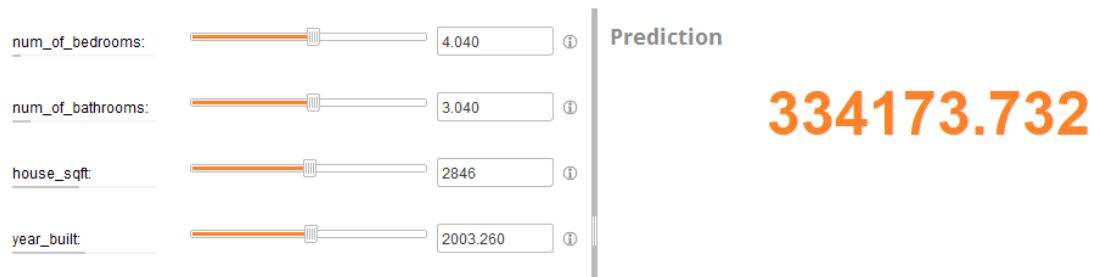 num_of_bedrooms: 4.040
num_of_bathrooms: 3.040
house_sqft: 2846
year_built: 2003.260
Prediction
334173.732